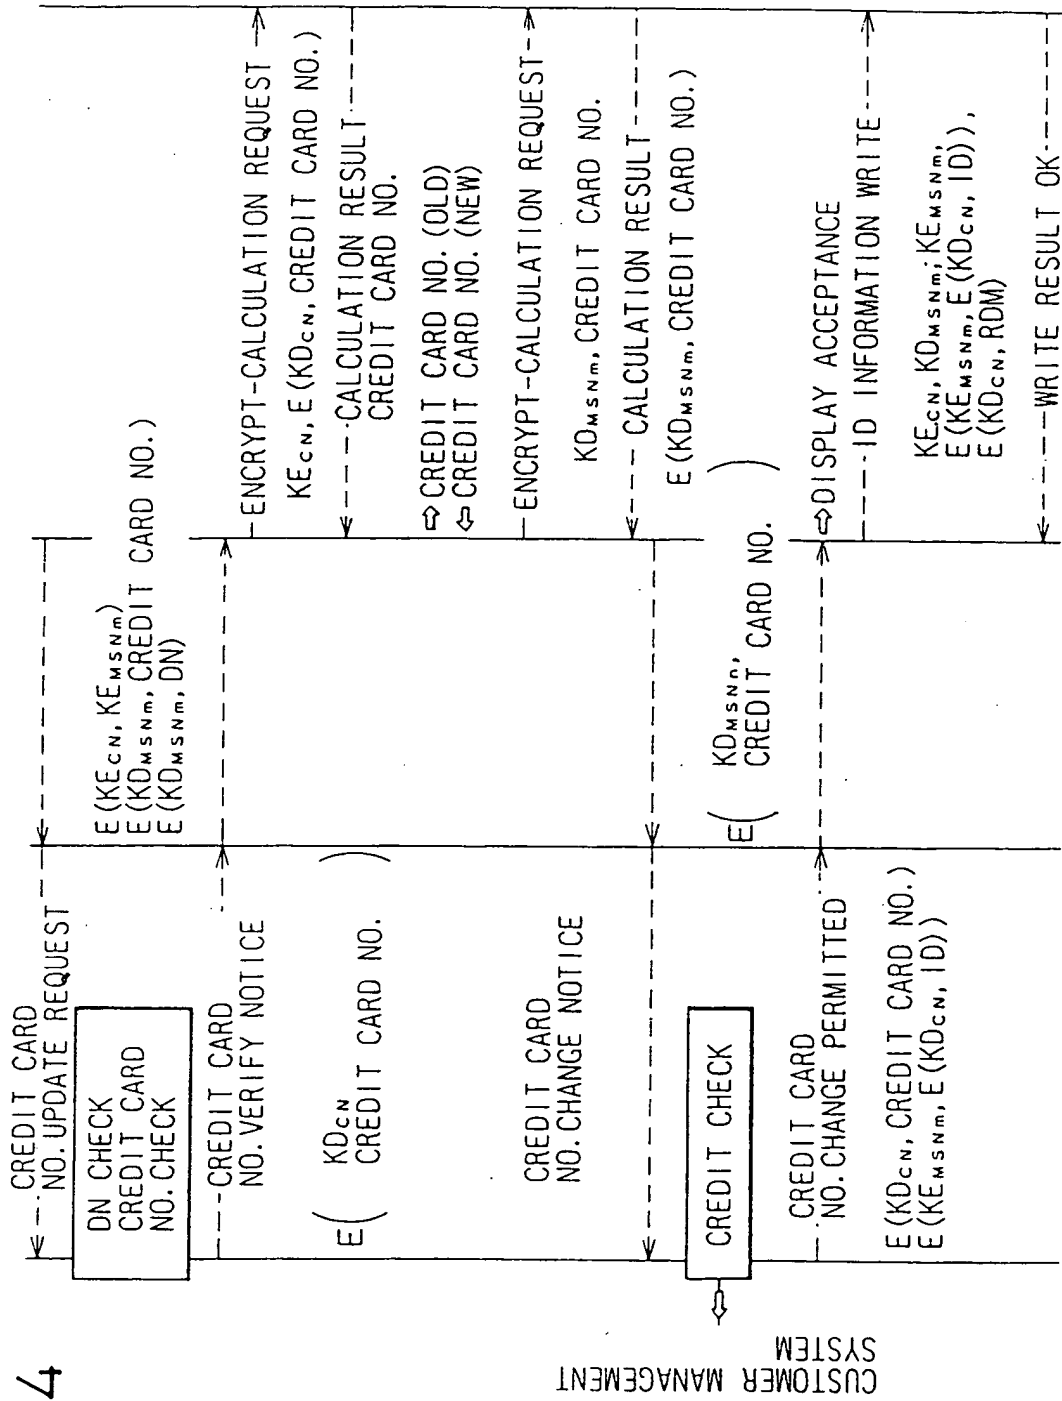 4
CREDIT CARD
NO. UPDATE REQUEST
DN CHECK
CREDIT CARD
NO. CHECK
E (KECN, KEMSNm)
E (KDMSNm, CREDIT CARD NO.)
E (KDMSNm, DN)
CREDIT CARD
NO. VERIFY NOTICE
E ( KDCN
CREDIT CARD NO. )
ENCRYPT-CALCULATION REQUEST
KECN, E (KDCN, CREDIT CARD NO.)
CALCULATION RESULT
CREDIT CARD NO.
⇨ CREDIT CARD NO. (OLD)
⇦ CREDIT CARD NO. (NEW)
ENCRYPT-CALCULATION REQUEST
KDMSNm, CREDIT CARD NO.
CALCULATION RESULT
E (KDMSNm, CREDIT CARD NO.)
CREDIT CARD
NO. CHANGE NOTICE
E ( KDMSNn,
CREDIT CARD NO. )
CREDIT CHECK
CUSTOMER MANAGEMENT
SYSTEM
CREDIT CARD
NO. CHANGE PERMITTED
E (KDCN, CREDIT CARD NO.)
E (KEMSNm, E (KDCN, ID))
⇨ DISPLAY ACCEPTANCE
ID INFORMATION WRITE
KECN, KDMSNm; KEMSNm,
E (KEMSNm, E (KDCN, ID)),
E (KDCN, RDM)
WRITE RESULT OK